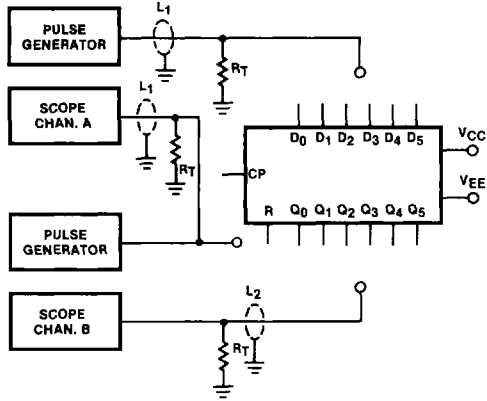 PULSE
GENERATOR
L1
RT
SCOPE
CHAN. A
L1
RT
D0 D1 D2 D3 D4 D5
VCC
CP
VEE
R Q0 Q1 Q2 Q3 Q4 Q5
PULSE
GENERATOR
SCOPE
CHAN. B
L2
RT